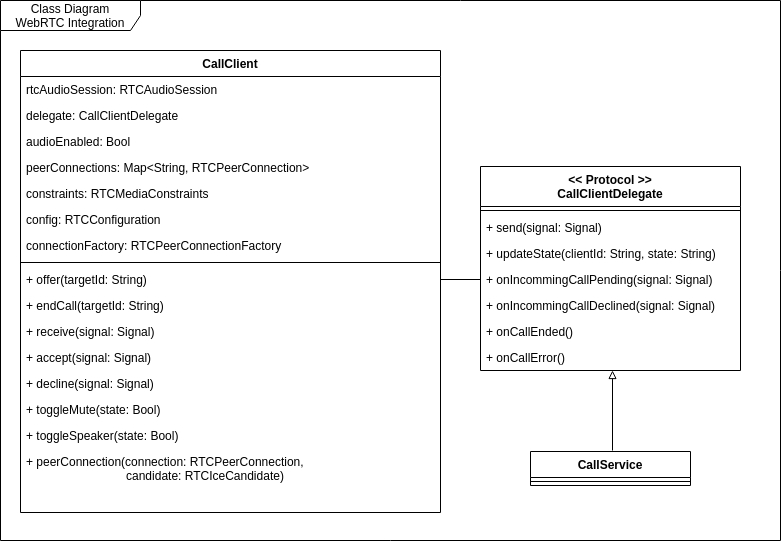 Class Diagram
WebRTC Integration
CallClient
rtcAudioSession: RTCAudioSession
delegate: CallClientDelegate
audioEnabled: Bool
peerConnections: Map<String, RTCPeerConnection>
constraints: RTCMediaConstraints
config: RTCConfiguration
connectionFactory: RTCPeerConnectionFactory
+ offer(targetId: String)
+ endCall(targetId: String)
+ receive(signal: Signal)
+ accept(signal: Signal)
+ decline(signal: Signal)
+ toggleMute(state: Bool)
+ toggleSpeaker(state: Bool)
+ peerConnection(connection: RTCPeerConnection,
candidate: RTCIceCandidate)
<< Protocol >>
CallClientDelegate
+ send(signal: Signal)
+ updateState(clientId: String, state: String)
+ onIncommingCallPending(signal: Signal)
+ onIncommingCallDeclined(signal: Signal)
+ onCallEnded()
+ onCallError()
CallService